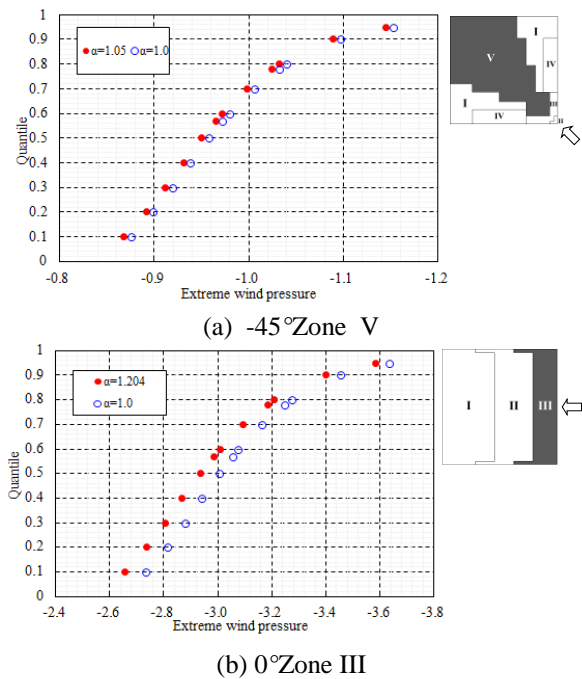 1
0.9
0.8
0.7
0.6
0.5
0.4
0.3
0.2
0.1
0
Quantile
α=1.05 α=1.0
-0.8 -0.9 -1.0 -1.1 -1.2
Extreme wind pressure
I
V
IV
I
III
IV
II
(a) -45°Zone V
1
0.9
0.8
0.7
0.6
0.5
0.4
0.3
0.2
0.1
0
Quantile
α=1.204
α=1.0
-2.4 -2.6 -2.8 -3.0 -3.2 -3.4 -3.6 -3.8
Extreme wind pressure
I II III
(b) 0°Zone III